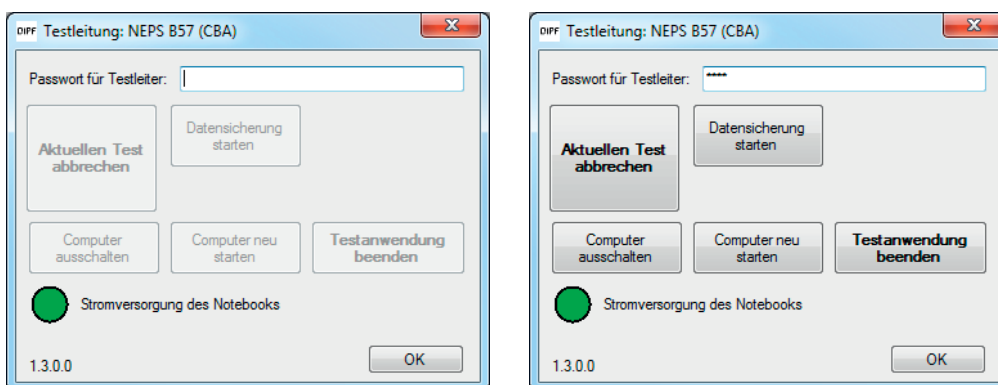 DIPF Testleitung: NEPS B57 (CBA)
Passwort für Testleiter:
Aktuellen Test
abbrechen
Datensicherung
starten
Computer
ausschalten
Computer neu
starten
Testanwendung
beenden
Stromversorgung des Notebooks
1.3.0.0
OK
DIPF Testleitung: NEPS B57 (CBA)
Passwort für Testleiter: ****
Aktuellen Test
abbrechen
Datensicherung
starten
Computer
ausschalten
Computer neu
starten
Testanwendung
beenden
Stromversorgung des Notebooks
1.3.0.0
OK